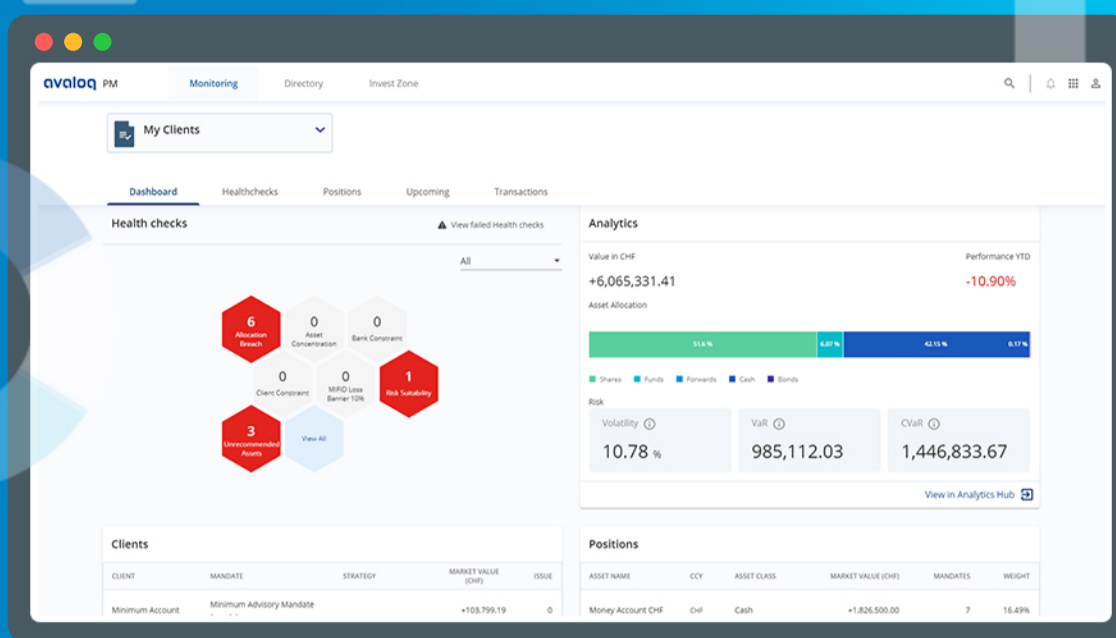 avaloq PM
Monitoring
Directory
Invest Zone
My Clients
Dashboard
Healthchecks
Positions
Upcoming
Transactions
Health checks
View failed Health checks
All
6
Allocation
Breach
0
Asset
Concentration
0
Bank Constraint
0
Client Constraint
0
MIFID Loss
Barrier 10%
1
Risk Suitability
3
Unrecommended
Assets
View All
Analytics
Value in CHF
Performance YTD
+6,065,331.41
-10.90%
Asset Allocation
51.6 %
6.07 %
42.15 %
0.17 %
Shares
Funds
Forwards
Cash
Bonds
Risk
Volatility
10.78 %
VaR
985,112.03
CVaR
1,446,833.67
View in Analytics Hub
Clients
CLIENT
MANDATE
STRATEGY
MARKET VALUE
(CHF)
ISSUE
Minimum Account
Minimum Advisory Mandate
+103,799.19
0
Positions
ASSET NAME
CCY
ASSET CLASS
MARKET VALUE (CHF)
MANDATES
WEIGHT
Money Account CHF
CHF
Cash
+1,826,500.00
7
16.49%